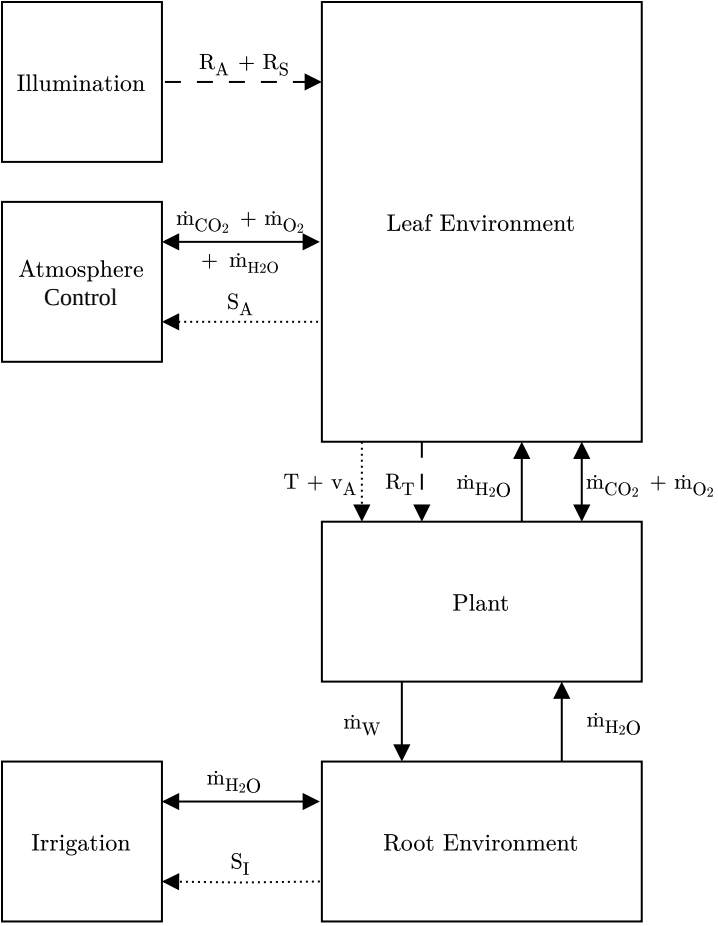 R_A + R_S
Illumination
ṁ_CO₂ + ṁ_O₂
Leaf Environment
+ ṁ_H₂O
Atmosphere
Control
S_A
T + v_A
R_T
ṁ_H₂O
ṁ_CO₂ + ṁ_O₂
Plant
ṁ_W
ṁ_H₂O
ṁ_H₂O
Irrigation
Root Environment
S_I